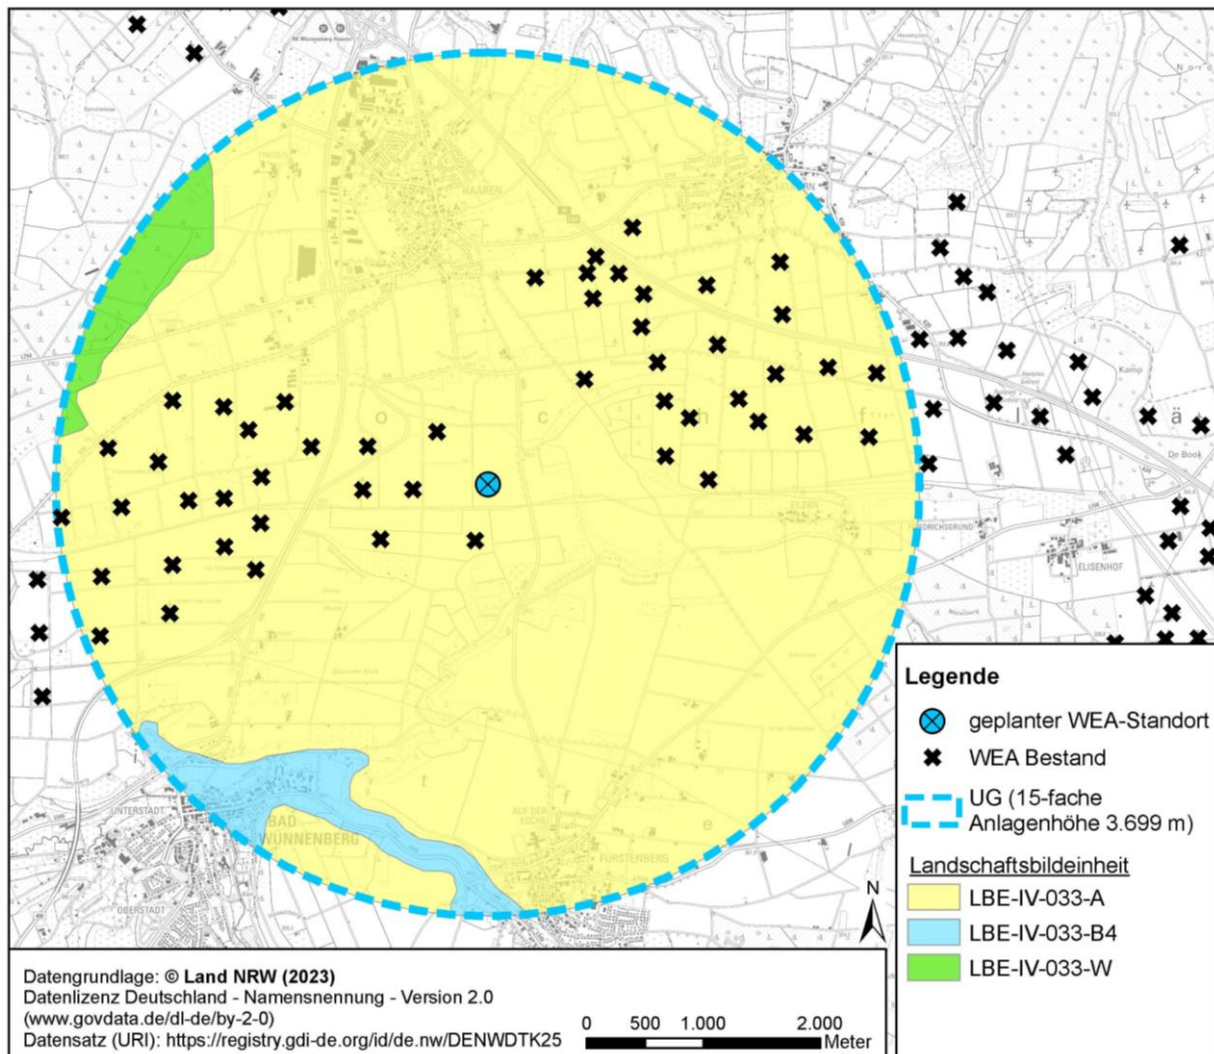 HAAREN
o
c
h
f
l
ä
Kamp
De Book
EILERN
ELISENHOF
i
t
f
e
UNTERSTADT
BAD
WÜNNENBERG
OBERSTADT
AUF DER
ESCHE
FÜRSTENBERG
N
Legende
geplanter WEA-Standort
WEA Bestand
UG (15-fache
Anlagenhöhe 3.699 m)
Landschaftsbildeinheit
LBE-IV-033-A
LBE-IV-033-B4
LBE-IV-033-W
Datengrundlage: © Land NRW (2023)
Datenlizenz Deutschland - Namensnennung - Version 2.0
(www.govdata.de/dl-de/by-2-0)
Datensatz (URI): https://registry.gdi-de.org/id/de.nw/DENWDTK25
0 500 1.000 2.000
Meter